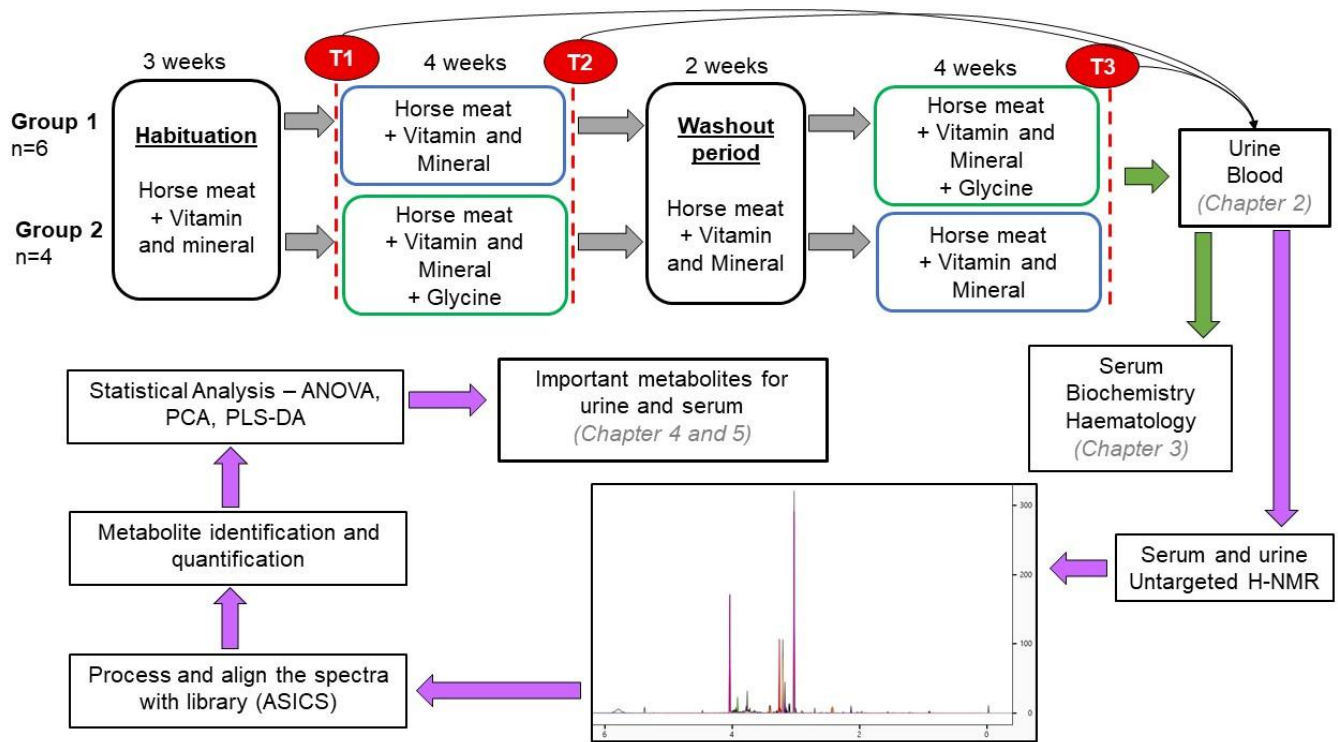 T1
T2
T3
3 weeks
4 weeks
2 weeks
4 weeks
Group 1
n=6
Group 2
n=4
Habituation
Horse meat
+ Vitamin
and mineral
Horse meat
+ Vitamin and
Mineral
Horse meat
+ Vitamin and
Mineral
+ Glycine
Washout
period
Horse meat
+ Vitamin
and Mineral
Horse meat
+ Vitamin and
Mineral
+ Glycine
Horse meat
+ Vitamin and
Mineral
Urine
Blood
(Chapter 2)
Serum
Biochemistry
Haematology
(Chapter 3)
Serum and urine
Untargeted H-NMR
300
200
100
0
6
4
2
0
Process and align the spectra
with library (ASICS)
Metabolite identification and
quantification
Statistical Analysis – ANOVA,
PCA, PLS-DA
Important metabolites for
urine and serum
(Chapter 4 and 5)